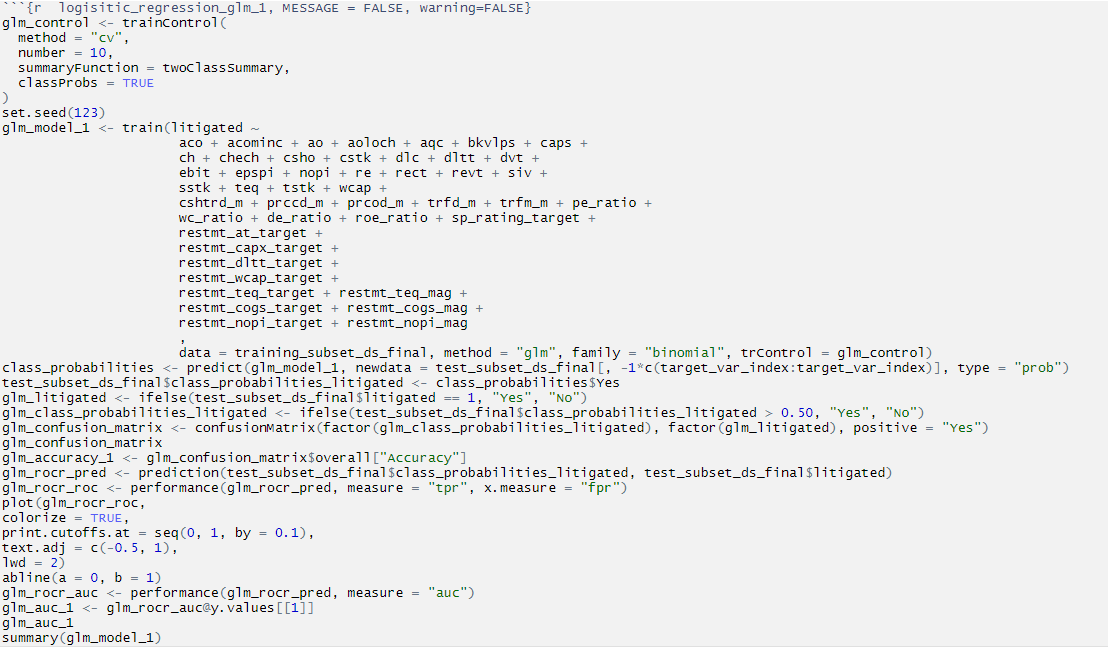 ```{r  logisitic_regression_glm_1, MESSAGE = FALSE, warning=FALSE}
glm_control <- trainControl(
  method = "cv",
  number = 10,
  summaryFunction = twoClassSummary,
  classProbs = TRUE
)
set.seed(123)
glm_model_1 <- train(litigated ~
                      aco + acominc + ao + aoloch + aqc + bkvlps + caps +
                      ch + chech + csho + cstk + dlc + dltt + dvt +
                      ebit + epspi + nopi + re + rect + revt + siv +
                      sstk + teq + tstk + wcap +
                      cshtrd_m + prccd_m + prcod_m + trfd_m + trfm_m + pe_ratio +
                      wc_ratio + de_ratio + roe_ratio + sp_rating_target +
                      restmt_at_target +
                      restmt_capx_target +
                      restmt_dltt_target +
                      restmt_wcap_target +
                      restmt_teq_target + restmt_teq_mag +
                      restmt_cogs_target + restmt_cogs_mag +
                      restmt_nopi_target + restmt_nopi_mag
                      ,
                      data = training_subset_ds_final, method = "glm", family = "binomial", trControl = glm_control)
class_probabilities <- predict(glm_model_1, newdata = test_subset_ds_final[, -1*c(target_var_index:target_var_index)], type = "prob")
test_subset_ds_final$class_probabilities_litigated <- class_probabilities$Yes
glm_litigated <- ifelse(test_subset_ds_final$litigated == 1, "Yes", "No")
glm_class_probabilities_litigated <- ifelse(test_subset_ds_final$class_probabilities_litigated > 0.50, "Yes", "No")
glm_confusion_matrix <- confusionMatrix(factor(glm_class_probabilities_litigated), factor(glm_litigated), positive = "Yes")
glm_confusion_matrix
glm_accuracy_1 <- glm_confusion_matrix$overall["Accuracy"]
glm_rocr_pred <- prediction(test_subset_ds_final$class_probabilities_litigated, test_subset_ds_final$litigated)
glm_rocr_roc <- performance(glm_rocr_pred, measure = "tpr", x.measure = "fpr")
plot(glm_rocr_roc,
colorize = TRUE,
print.cutoffs.at = seq(0, 1, by = 0.1),
text.adj = c(-0.5, 1),
lwd = 2)
abline(a = 0, b = 1)
glm_rocr_auc <- performance(glm_rocr_pred, measure = "auc")
glm_auc_1 <- glm_rocr_auc@y.values[[1]]
glm_auc_1
summary(glm_model_1)